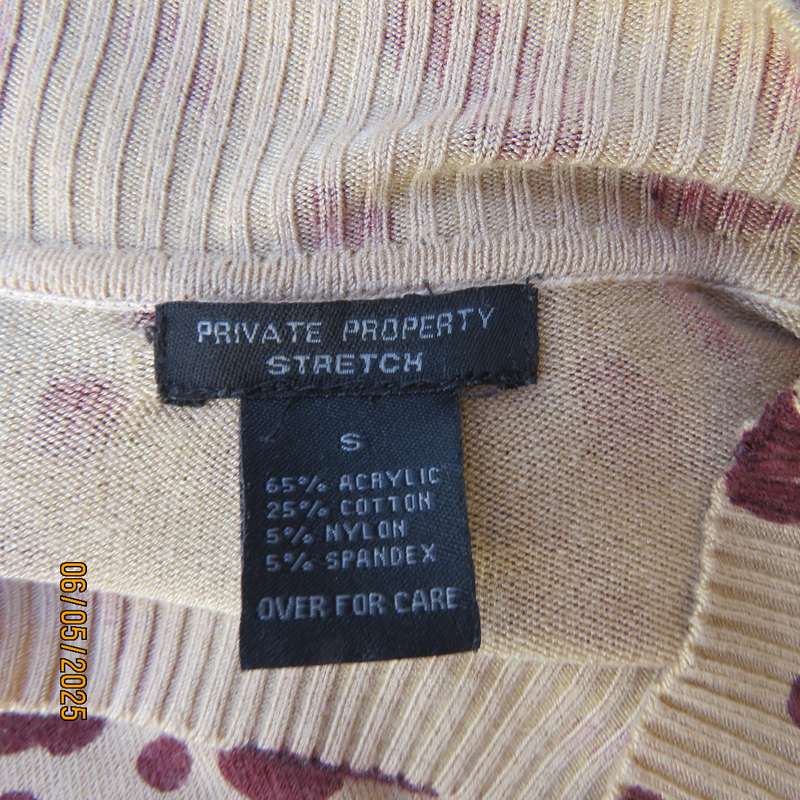 PRIVATE PROPERTY
STRETCH
S
65% ACRYLIC
25% COTTON
5% NYLON
5% SPANDEX
OVER FOR CARE
06/05/2025